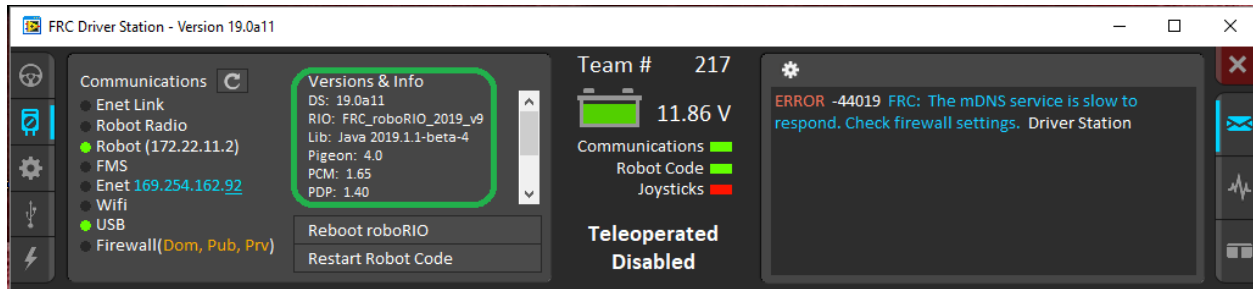 FRC Driver Station - Version 19.0a11
Communications
Enet Link
Robot Radio
Robot (172.22.11.2)
FMS
Enet 169.254.162.92
Wifi
USB
Firewall(Dom, Pub, Prv)
Versions & Info
DS: 19.0a11
RIO: FRC_roboRIO_2019_v9
Lib: Java 2019.1.1-beta-4
Pigeon: 4.0
PCM: 1.65
PDP: 1.40
Reboot roboRIO
Restart Robot Code
Team # 217
11.86 V
Communications
Robot Code
Joysticks
Teleoperated
Disabled
ERROR -44019 FRC: The mDNS service is slow to
respond. Check firewall settings. Driver Station